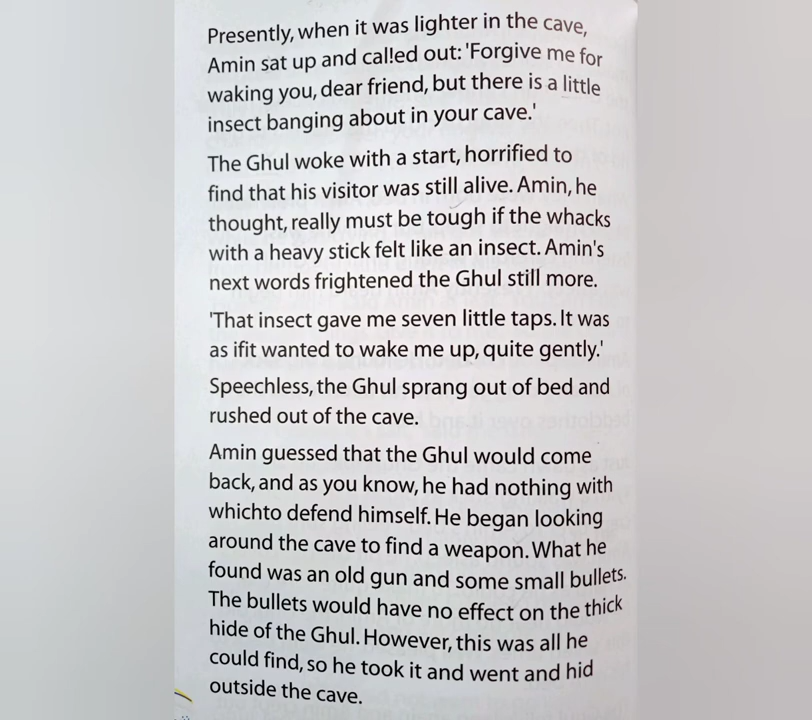 Presently, when it was lighter in the cave,
Amin sat up and called out: 'Forgive me for
waking you, dear friend, but there is a little
insect banging about in your cave.'
The Ghul woke with a start, horrified to
find that his visitor was still alive. Amin, he
thought, really must be tough if the whacks
with a heavy stick felt like an insect. Amin's
next words frightened the Ghul still more.
'That insect gave me seven little taps. It was
as ifit wanted to wake me up, quite gently.'
Speechless, the Ghul sprang out of bed and
rushed out of the cave.
Amin guessed that the Ghul would come
back, and as you know, he had nothing with
whichto defend himself. He began looking
around the cave to find a weapon. What he
found was an old gun and some small bullets.
The bullets would have no effect on the thick
hide of the Ghul. However, this was all he
could find, so he took it and went and hid
outside the cave.